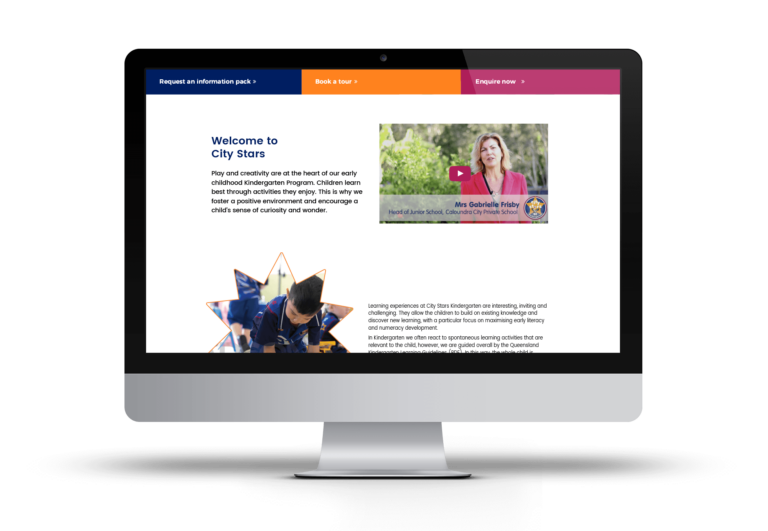 Request an information pack »
Book a tour »
Enquire now »
Welcome to
City Stars
Play and creativity are at the heart of our early
childhood Kindergarten Program. Children learn
best through activities they enjoy. This is why we
foster a positive environment and encourage a
child's sense of curiosity and wonder.
Mrs Gabrielle Frisby
Head of Junior School, Caloundra City Private School
Learning experiences at City Stars Kindergarten are interesting, inviting and
challenging. They allow the children to build on existing knowledge and
discover new learning, with a particular focus on maximising early literacy
and numeracy development.
In Kindergarten we often react to spontaneous learning activities that are
relevant to the child, however, we are guided overall by the Queensland
Kindergarten Learning Guidelines (PDF). In this way, the whole child is